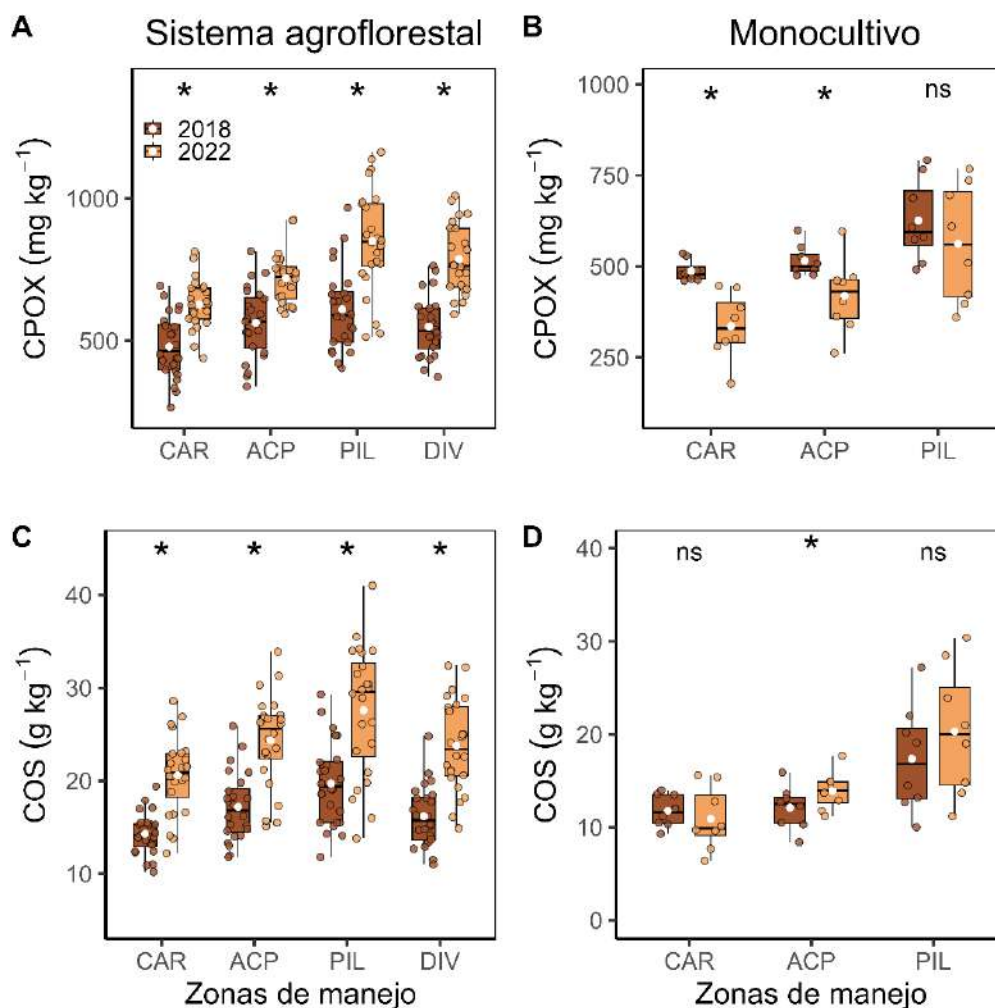 A Sistema agroflorestal
* * * *
2018
2022
CPOX (mg kg⁻¹)
1000
500
CAR ACP PIL DIV
B Monocultivo
* * ns
CPOX (mg kg⁻¹)
1000
750
500
250
CAR ACP PIL
C
* * * *
COS (g kg⁻¹)
40
30
20
10
CAR ACP PIL DIV
Zonas de manejo
D
ns * ns
COS (g kg⁻¹)
40
30
20
10
0
CAR ACP PIL
Zonas de manejo